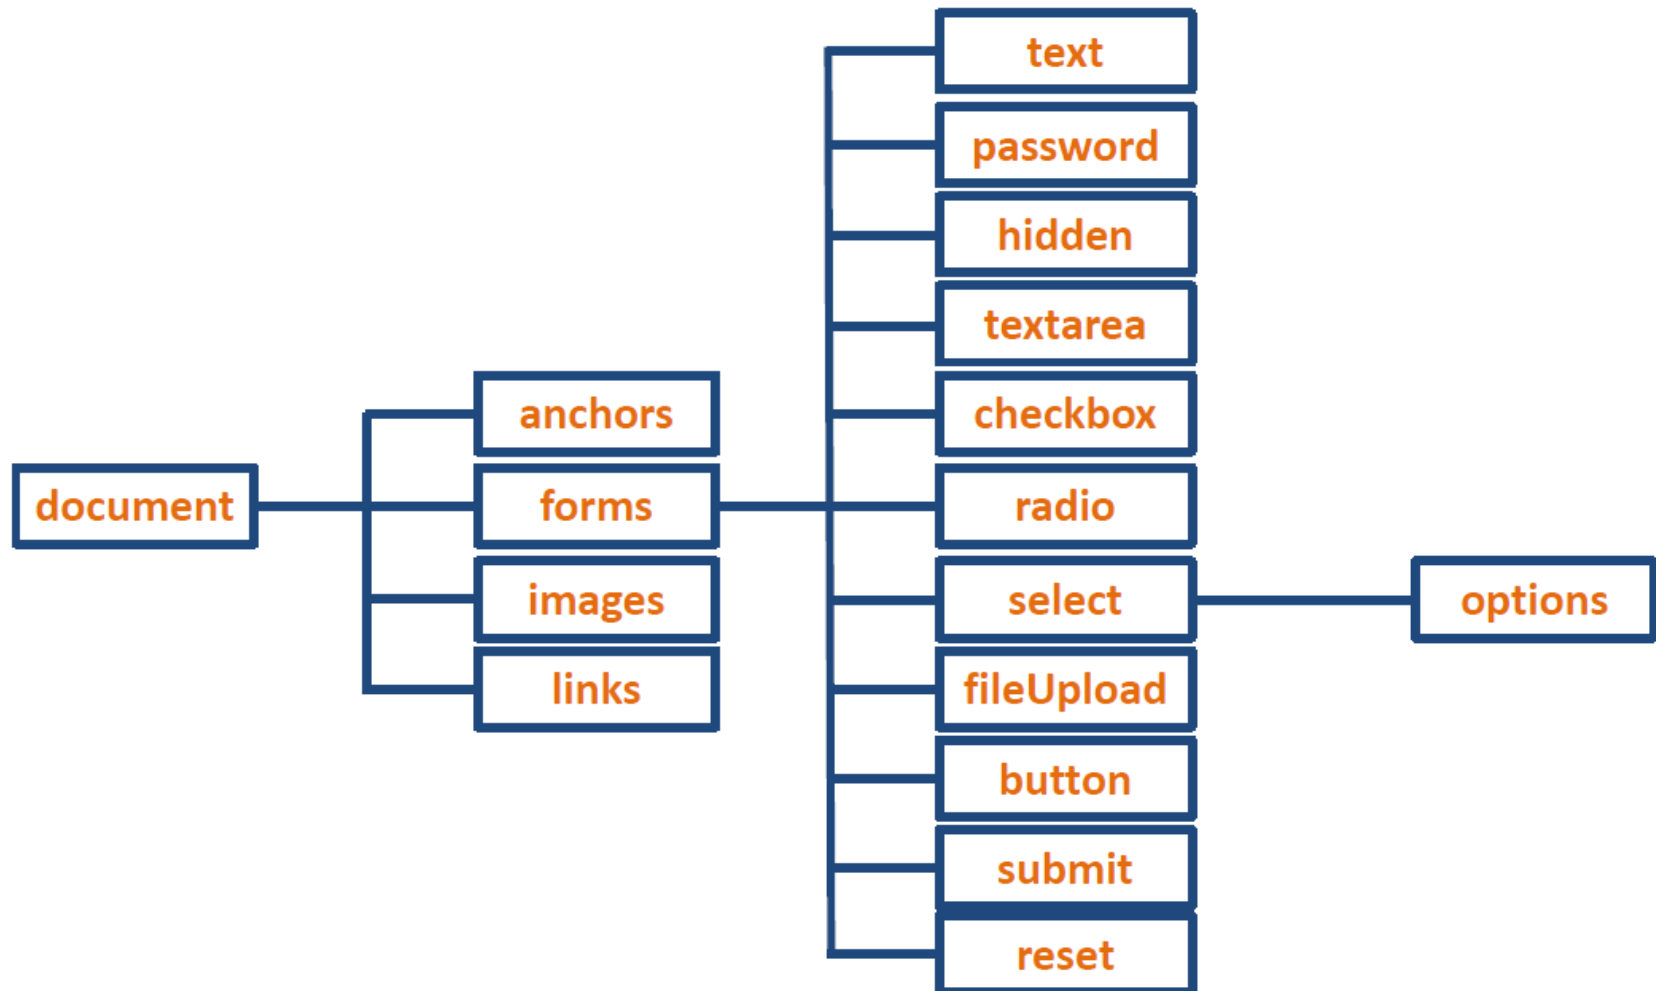 document
anchors
forms
images
links
text
password
hidden
textarea
checkbox
radio
select
fileUpload
button
submit
reset
options